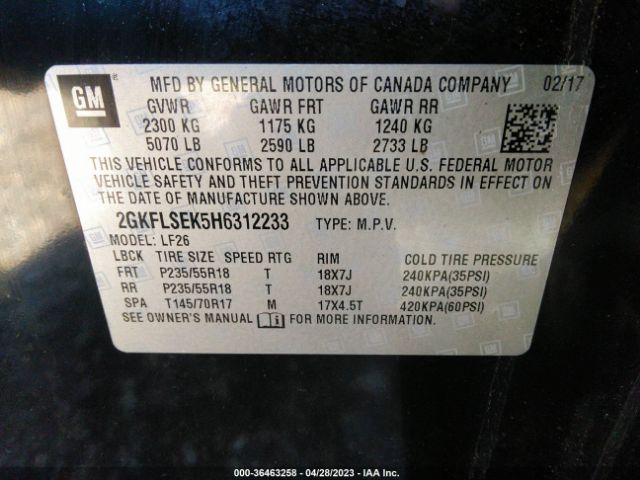 GM ® MFD BY GENERAL MOTORS OF CANADA COMPANY 02/17
GVWR GAWR FRT GAWR RR
2300 KG 1175 KG 1240 KG
5070 LB 2590 LB 2733 LB
THIS VEHICLE CONFORMS TO ALL APPLICABLE U.S. FEDERAL MOTOR
VEHICLE SAFETY AND THEFT PREVENTION STANDARDS IN EFFECT ON
THE DATE OF MANUFACTURE SHOWN ABOVE.
2GKFLSEK5H6312233 TYPE: M.P.V.
MODEL: LF26
LBCK TIRE SIZE SPEED RTG RIM COLD TIRE PRESSURE
FRT P235/55R18 T 18X7J 240KPA(35PSI)
RR P235/55R18 T 18X7J 240KPA(35PSI)
SPA T145/70R17 M 17X4.5T 420KPA(60PSI)
SEE OWNER'S MANUAL FOR MORE INFORMATION.
000-36463258 - 04/28/2023 - IAA Inc.